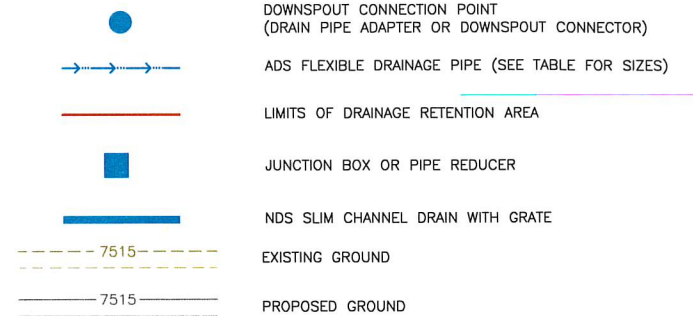 DOWNSPOUT CONNECTION POINT
(DRAIN PIPE ADAPTER OR DOWNSPOUT CONNECTOR)
ADS FLEXIBLE DRAINAGE PIPE (SEE TABLE FOR SIZES)
LIMITS OF DRAINAGE RETENTION AREA
JUNCTION BOX OR PIPE REDUCER
NDS SLIM CHANNEL DRAIN WITH GRATE
7515 EXISTING GROUND
7515 PROPOSED GROUND